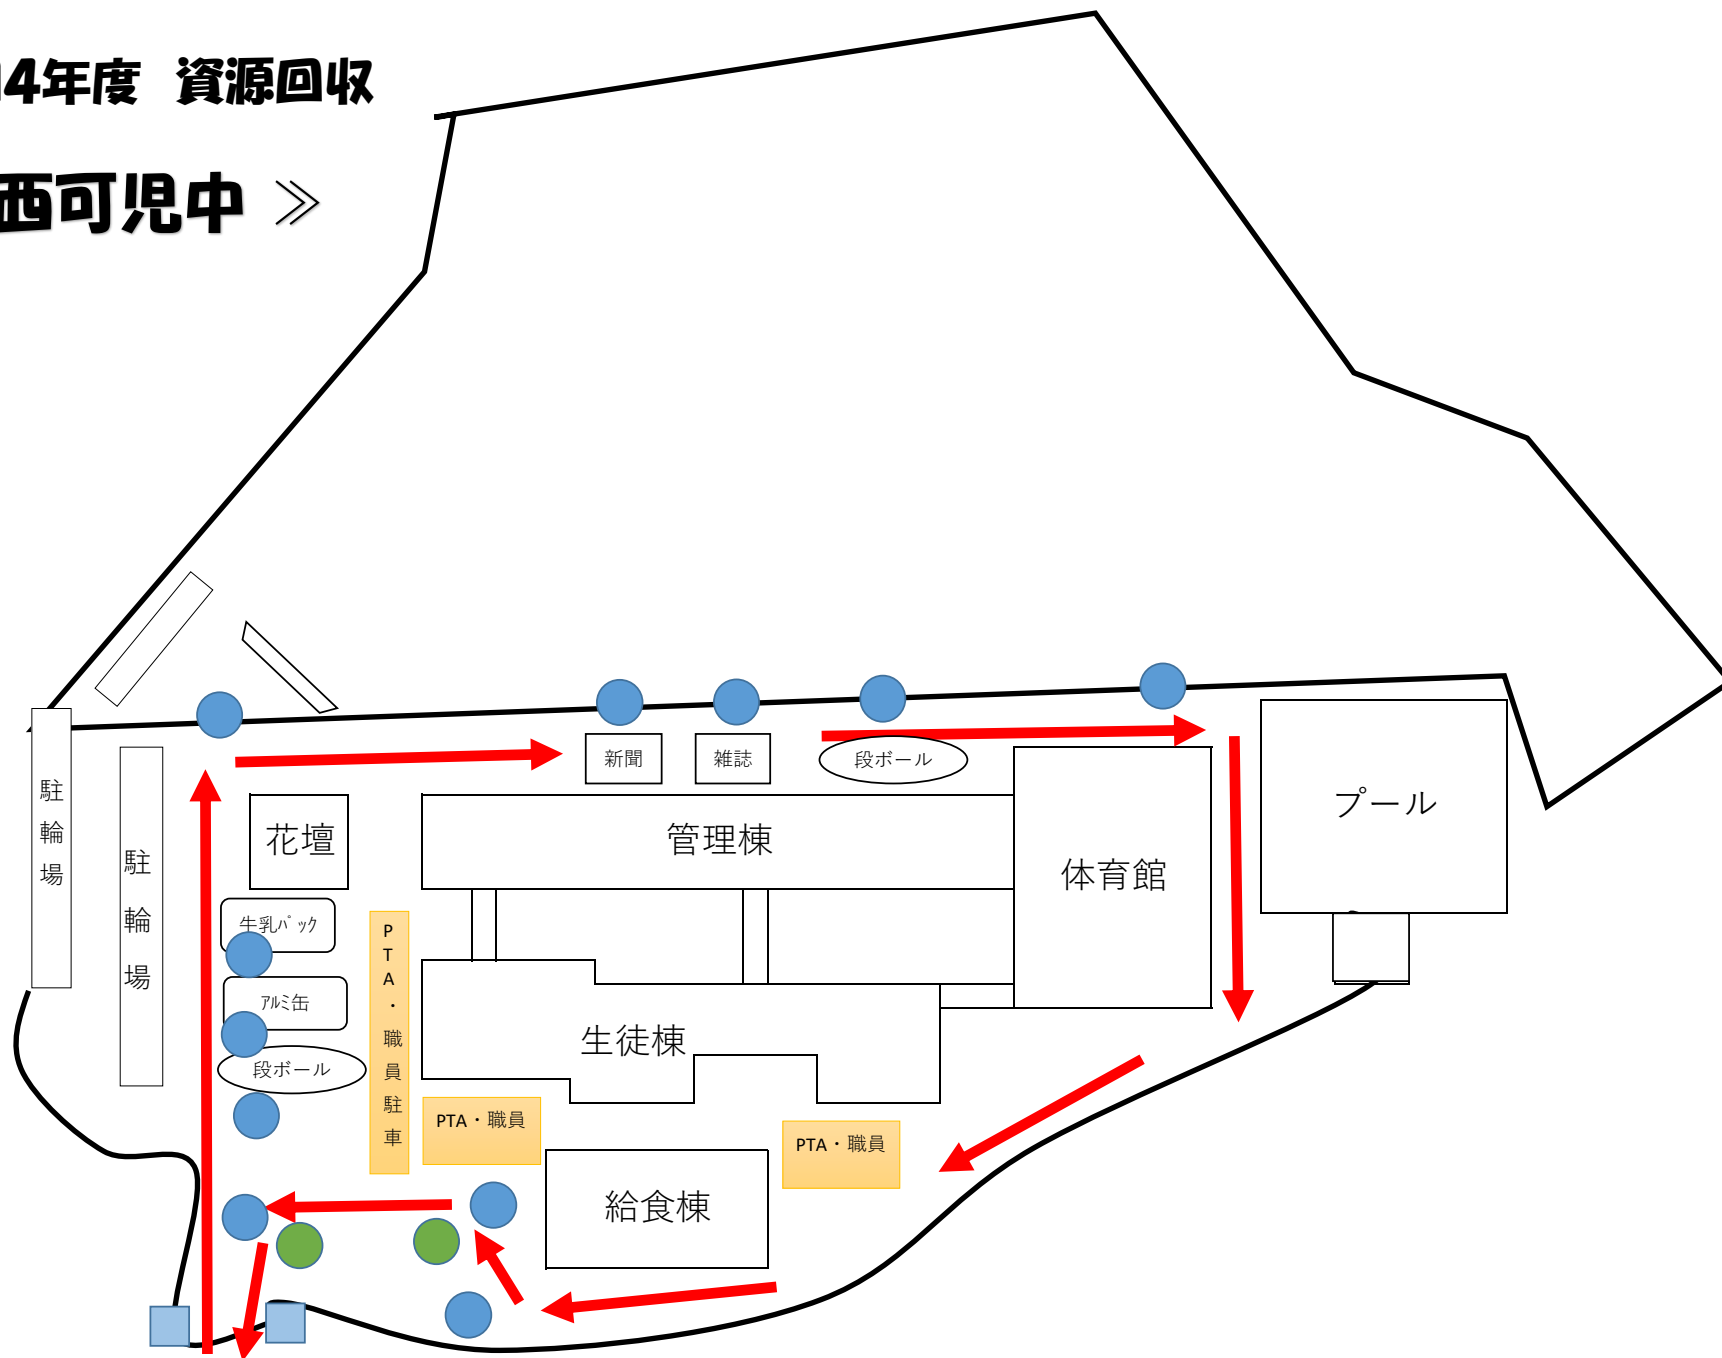 4年度　資源回収
西可児中 ≫
新聞
雑誌
段ボール
駐輪場
駐輪場
花壇
管理棟
体育館
プール
牛乳ﾊﾟｯｸ
ｱﾙﾐ缶
段ボール
PTA・職員駐車
生徒棟
PTA・職員
PTA・職員
給食棟